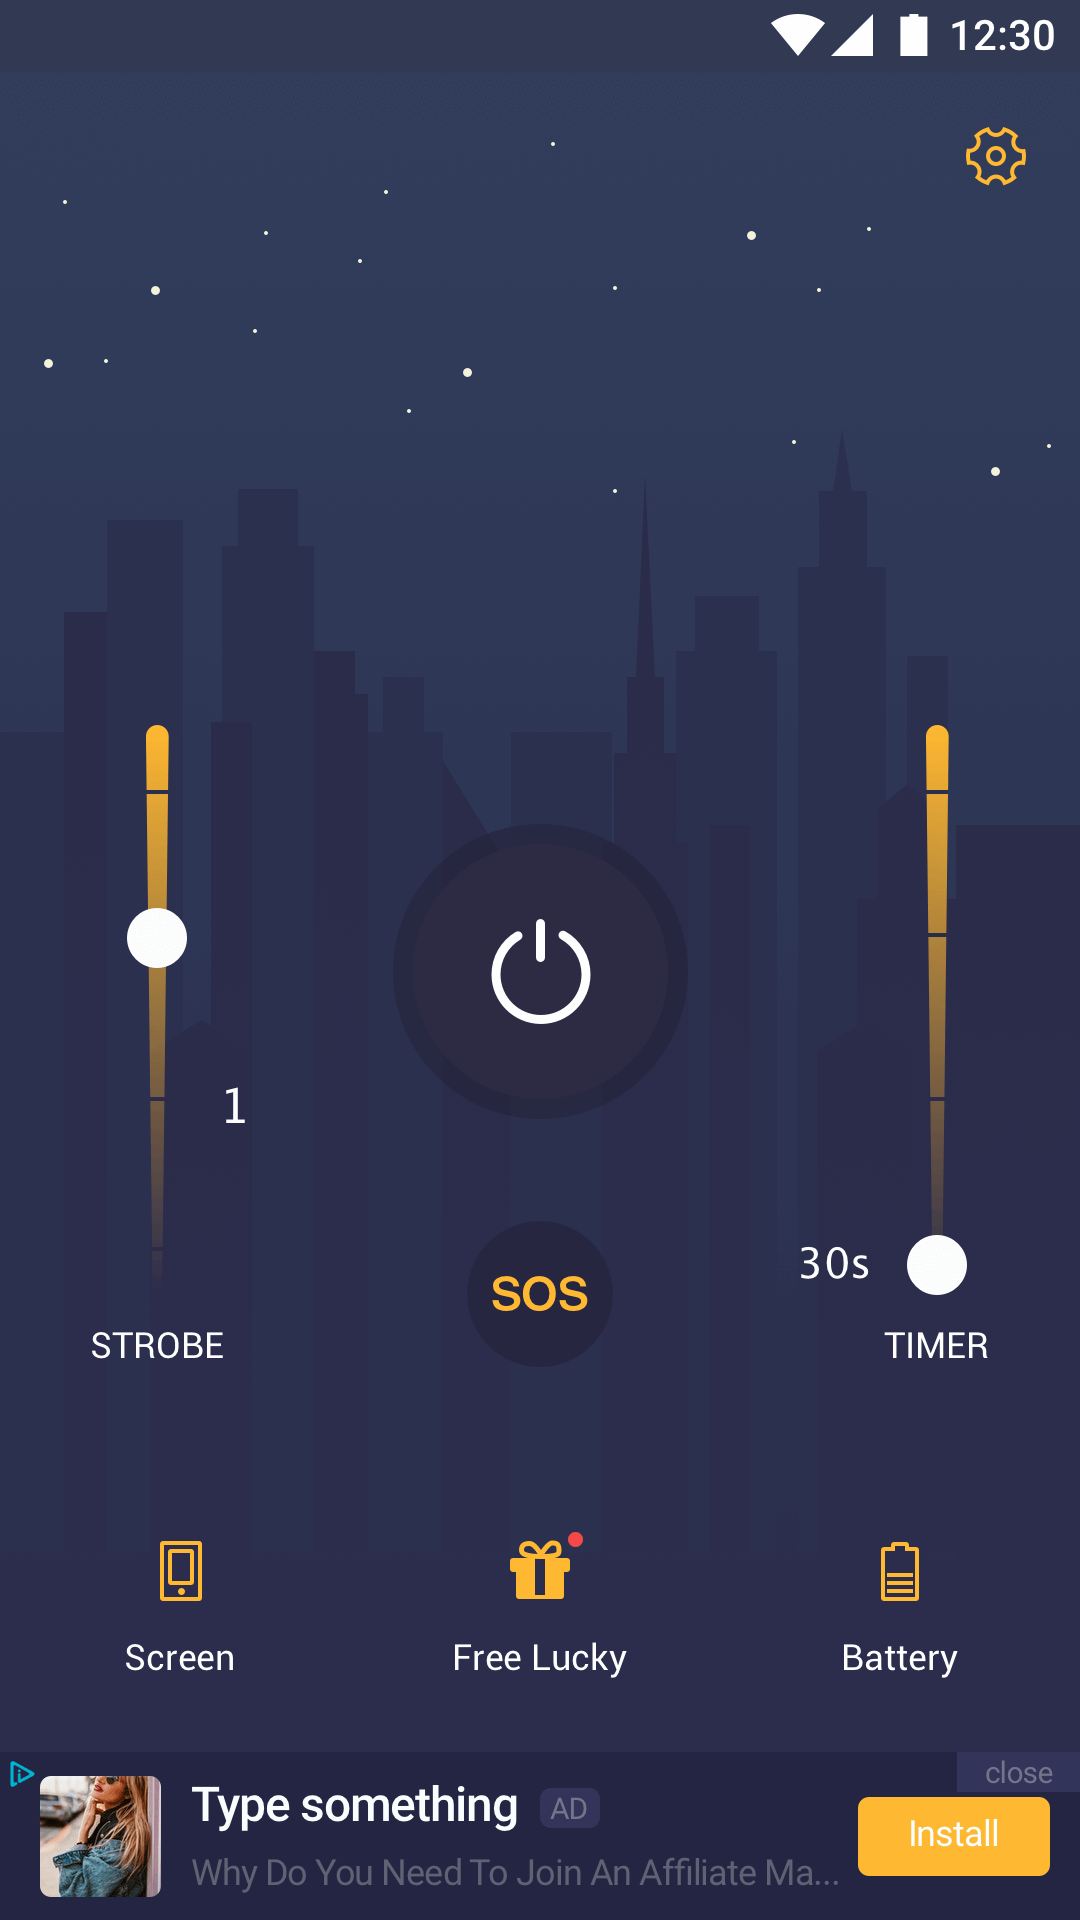 12:30
1
SOS
30s
STROBE
TIMER
Screen
Free Lucky
Battery
close
Type something
AD
Install
Why Do You Need To Join An Affiliate Ma...